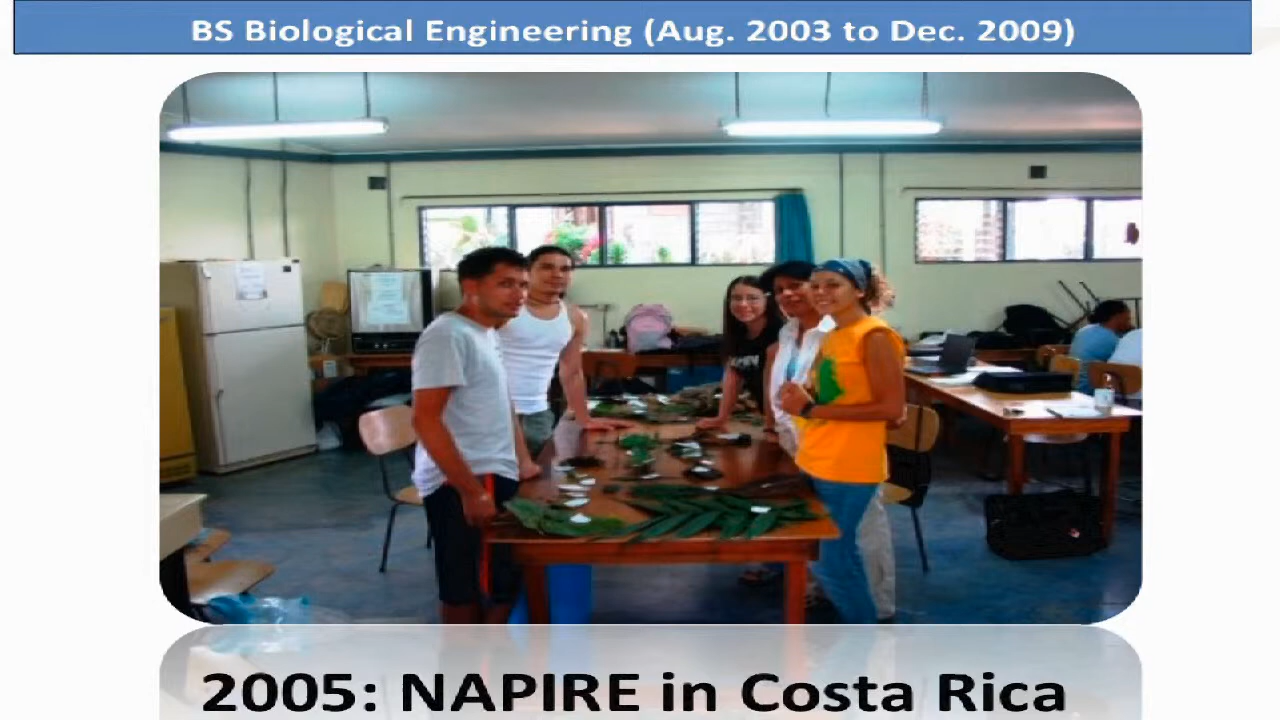 BS Biological Engineering (Aug. 2003 to Dec. 2009)
2005: NAPIRE in Costa Rica